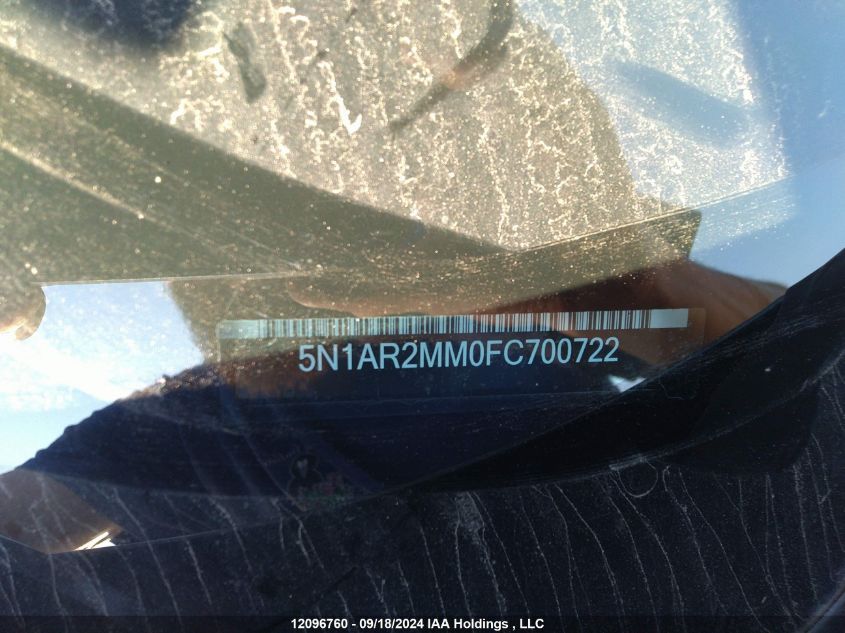 5N1AR2MM0FC700722
12096760 - 09/18/2024 IAA Holdings , LLC